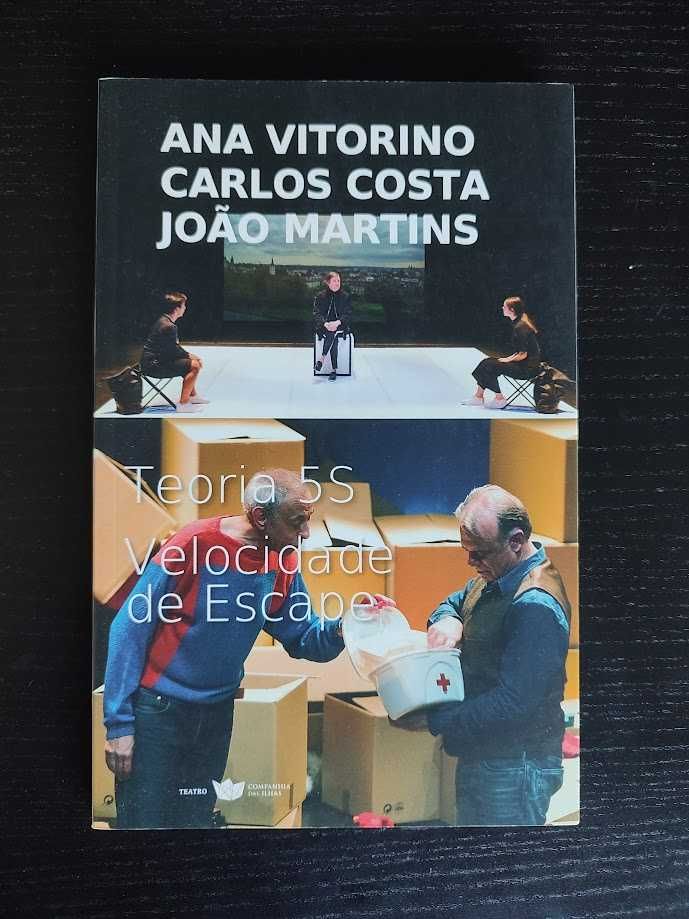 ANA VITORINO
CARLOS COSTA
JOÃO MARTINS
Teoria 5S
Velocidade
de Escape
TEATRO
COMPANHIA
DAS ILHAS